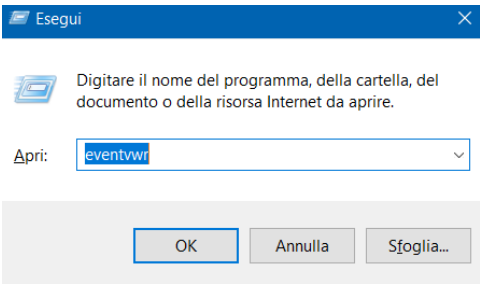 Esegui
Digitare il nome del programma, della cartella, del
documento o della risorsa Internet da aprire.
Apri: eventvwr
OK Annulla Sfoglia...